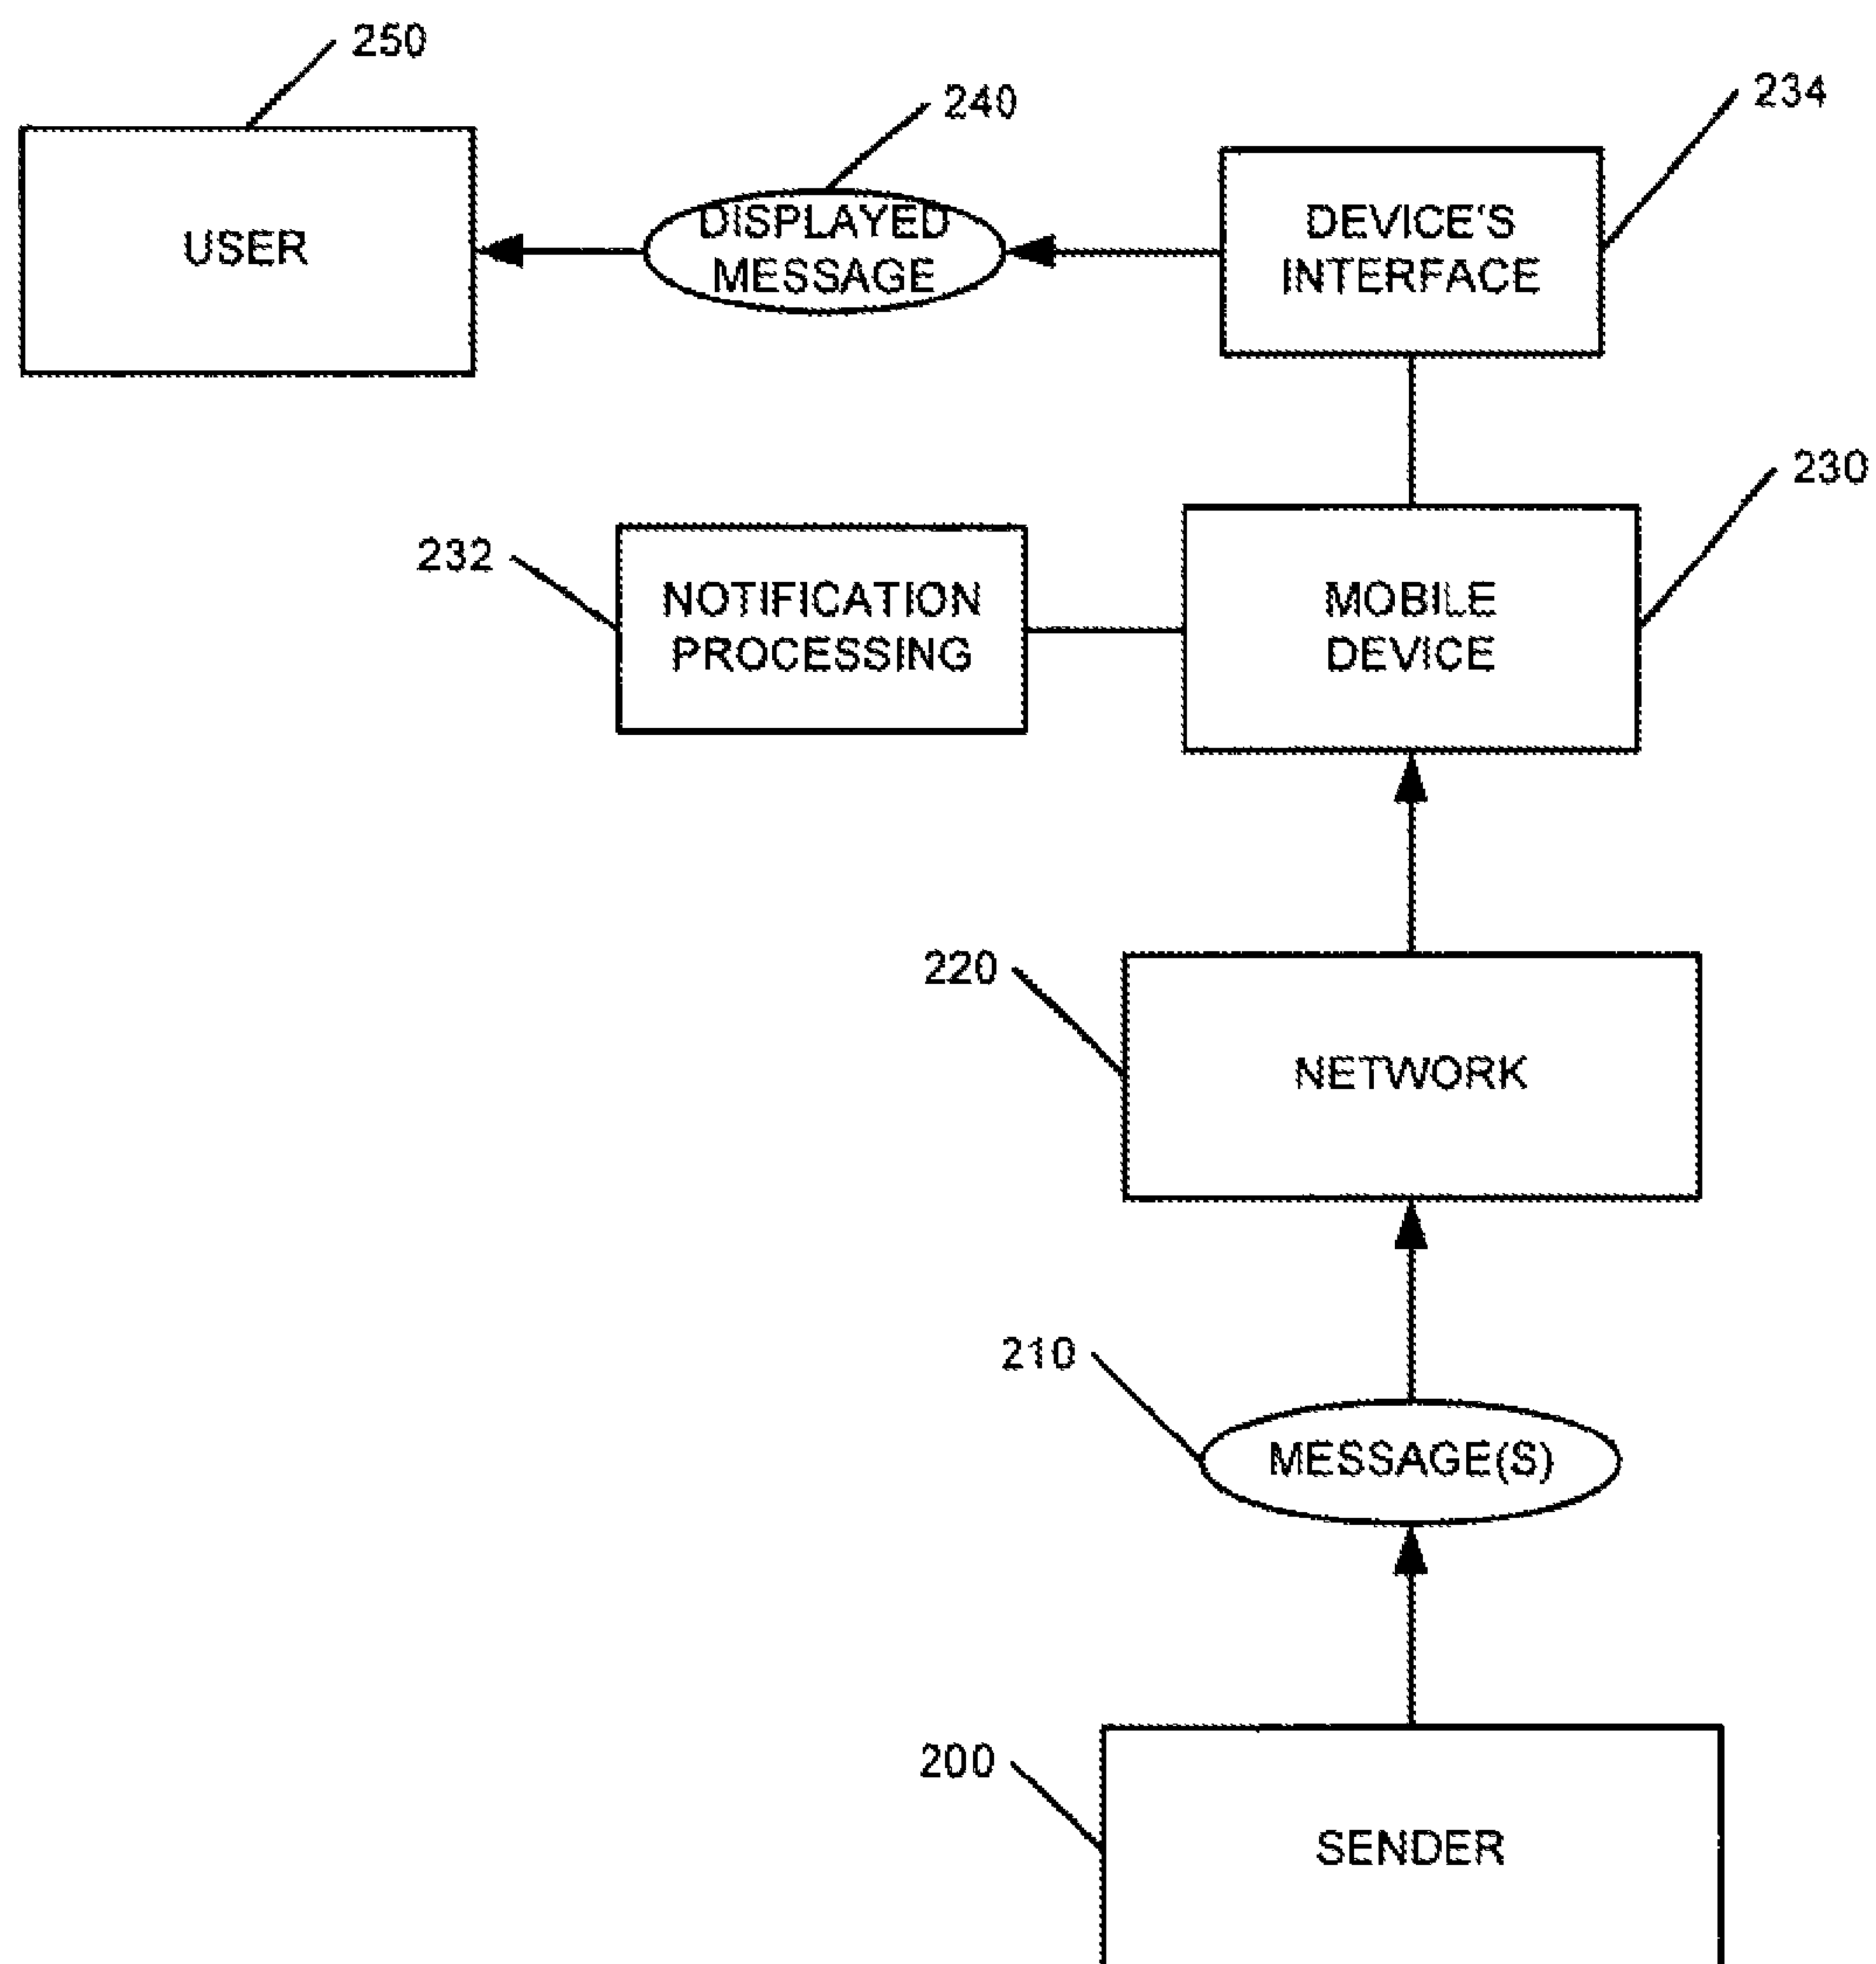 250
240
234
USER
DISPLAYED
MESSAGE
DEVICE'S
INTERFACE
230
232
NOTIFICATION
PROCESSING
MOBILE
DEVICE
220
NETWORK
210
MESSAGE(S)
200
SENDER